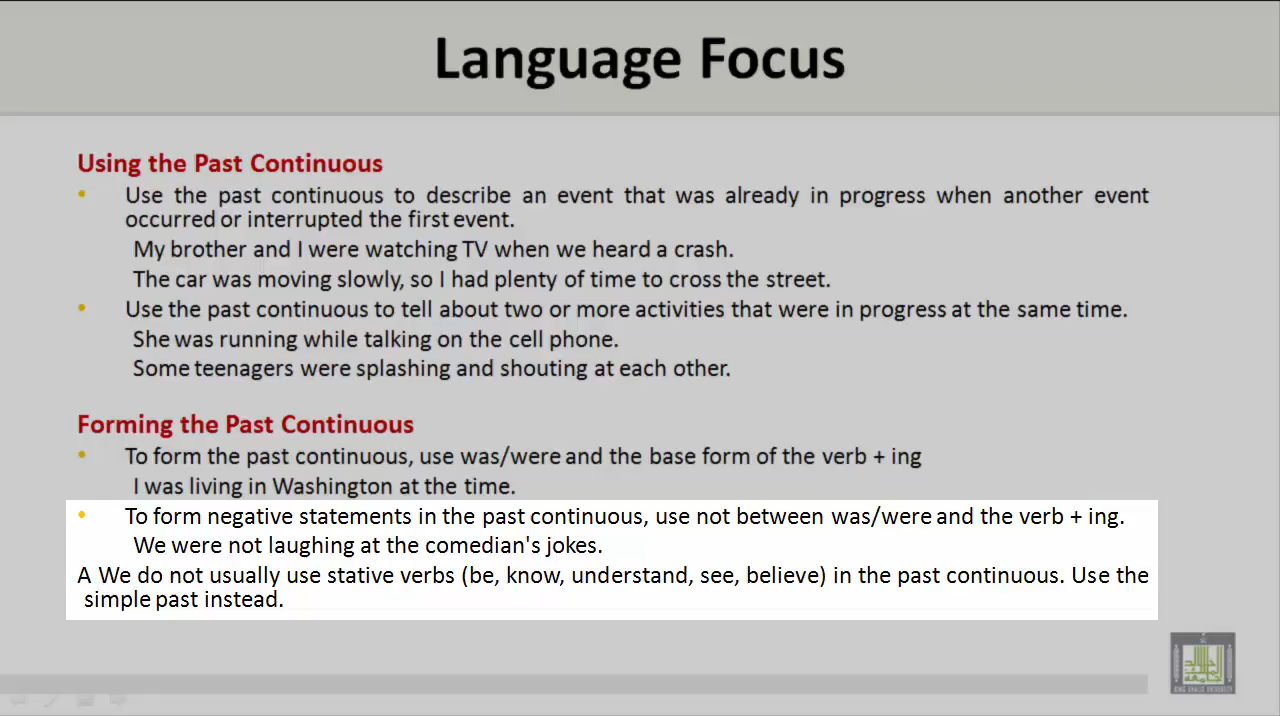 Language Focus
Using the Past Continuous
• Use the past continuous to describe an event that was already in progress when another event
occurred or interrupted the first event.
My brother and I were watching TV when we heard a crash.
The car was moving slowly, so I had plenty of time to cross the street.
• Use the past continuous to tell about two or more activities that were in progress at the same time.
She was running while talking on the cell phone.
Some teenagers were splashing and shouting at each other.
Forming the Past Continuous
• To form the past continuous, use was/were and the base form of the verb + ing
I was living in Washington at the time.
• To form negative statements in the past continuous, use not between was/were and the verb + ing.
We were not laughing at the comedian's jokes.
A We do not usually use stative verbs (be, know, understand, see, believe) in the past continuous. Use the
simple past instead.